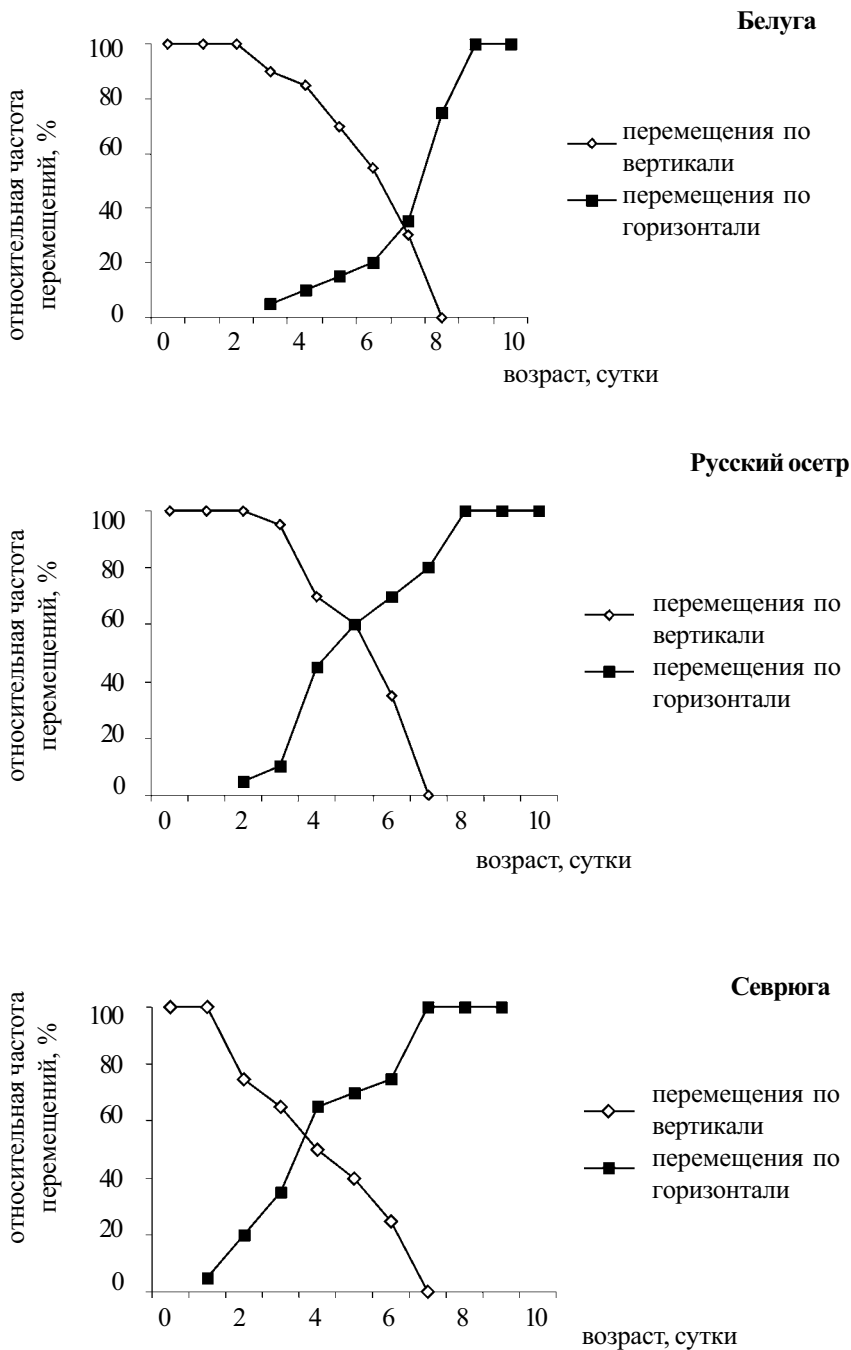 Белуга
относительная частота
перемещений, %
100
80
60
40
20
0
0 2 4 6 8 10
возраст, сутки
перемещения по
вертикали
перемещения по
горизонтали
Русский осетр
относительная частота
перемещений, %
100
80
60
40
20
0
0 2 4 6 8 10
возраст, сутки
перемещения по
вертикали
перемещения по
горизонтали
Севрюга
относительная частота
перемещений, %
100
80
60
40
20
0
0 2 4 6 8 10
возраст, сутки
перемещения по
вертикали
перемещения по
горизонтали